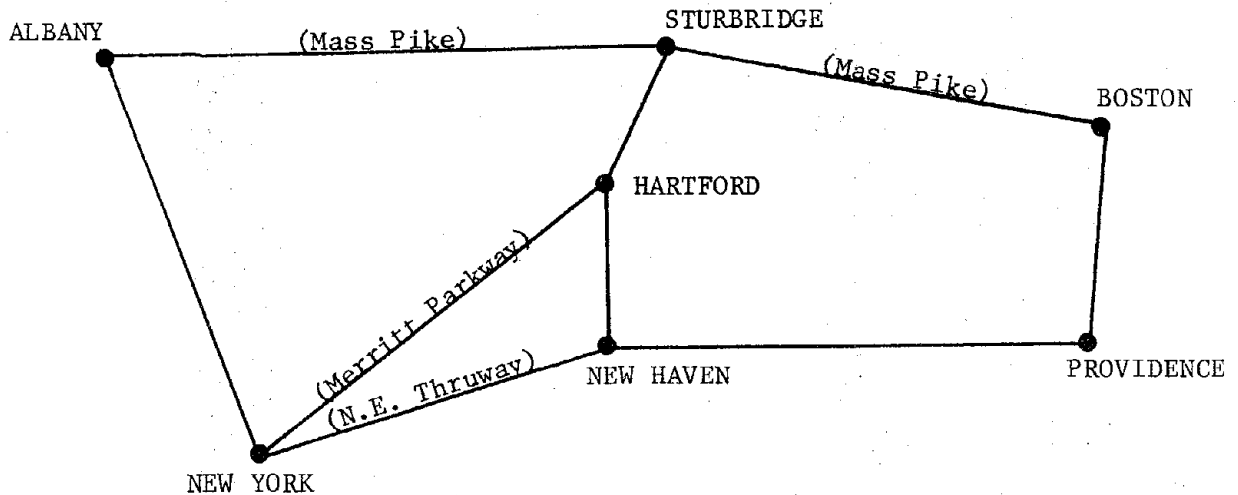 STURBRIDGE
ALBANY
(Mass Pike)
(Mass Pike)
BOSTON
HARTFORD
(Merritt Parkway)
(N.E. Thruway)
NEW HAVEN
PROVIDENCE
NEW YORK